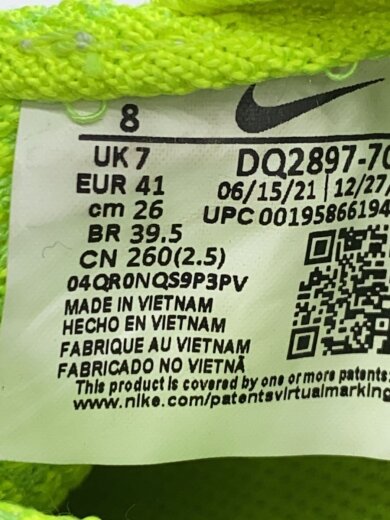 8
UK 7
EUR 41
cm 26
BR 39.5
CN 260(2.5)
04QR0NQS9P3PV
MADE IN VIETNAM
HECHO EN VIETNAM
FABRIQUE AU VIETNAM
FABRICADO NO VIETNÃ
This product is covered by one or more patents:
www.nike.com/patentsvirtualmarking
DQ2897-70
06/15/21 | 12/27
UPC 00195866194